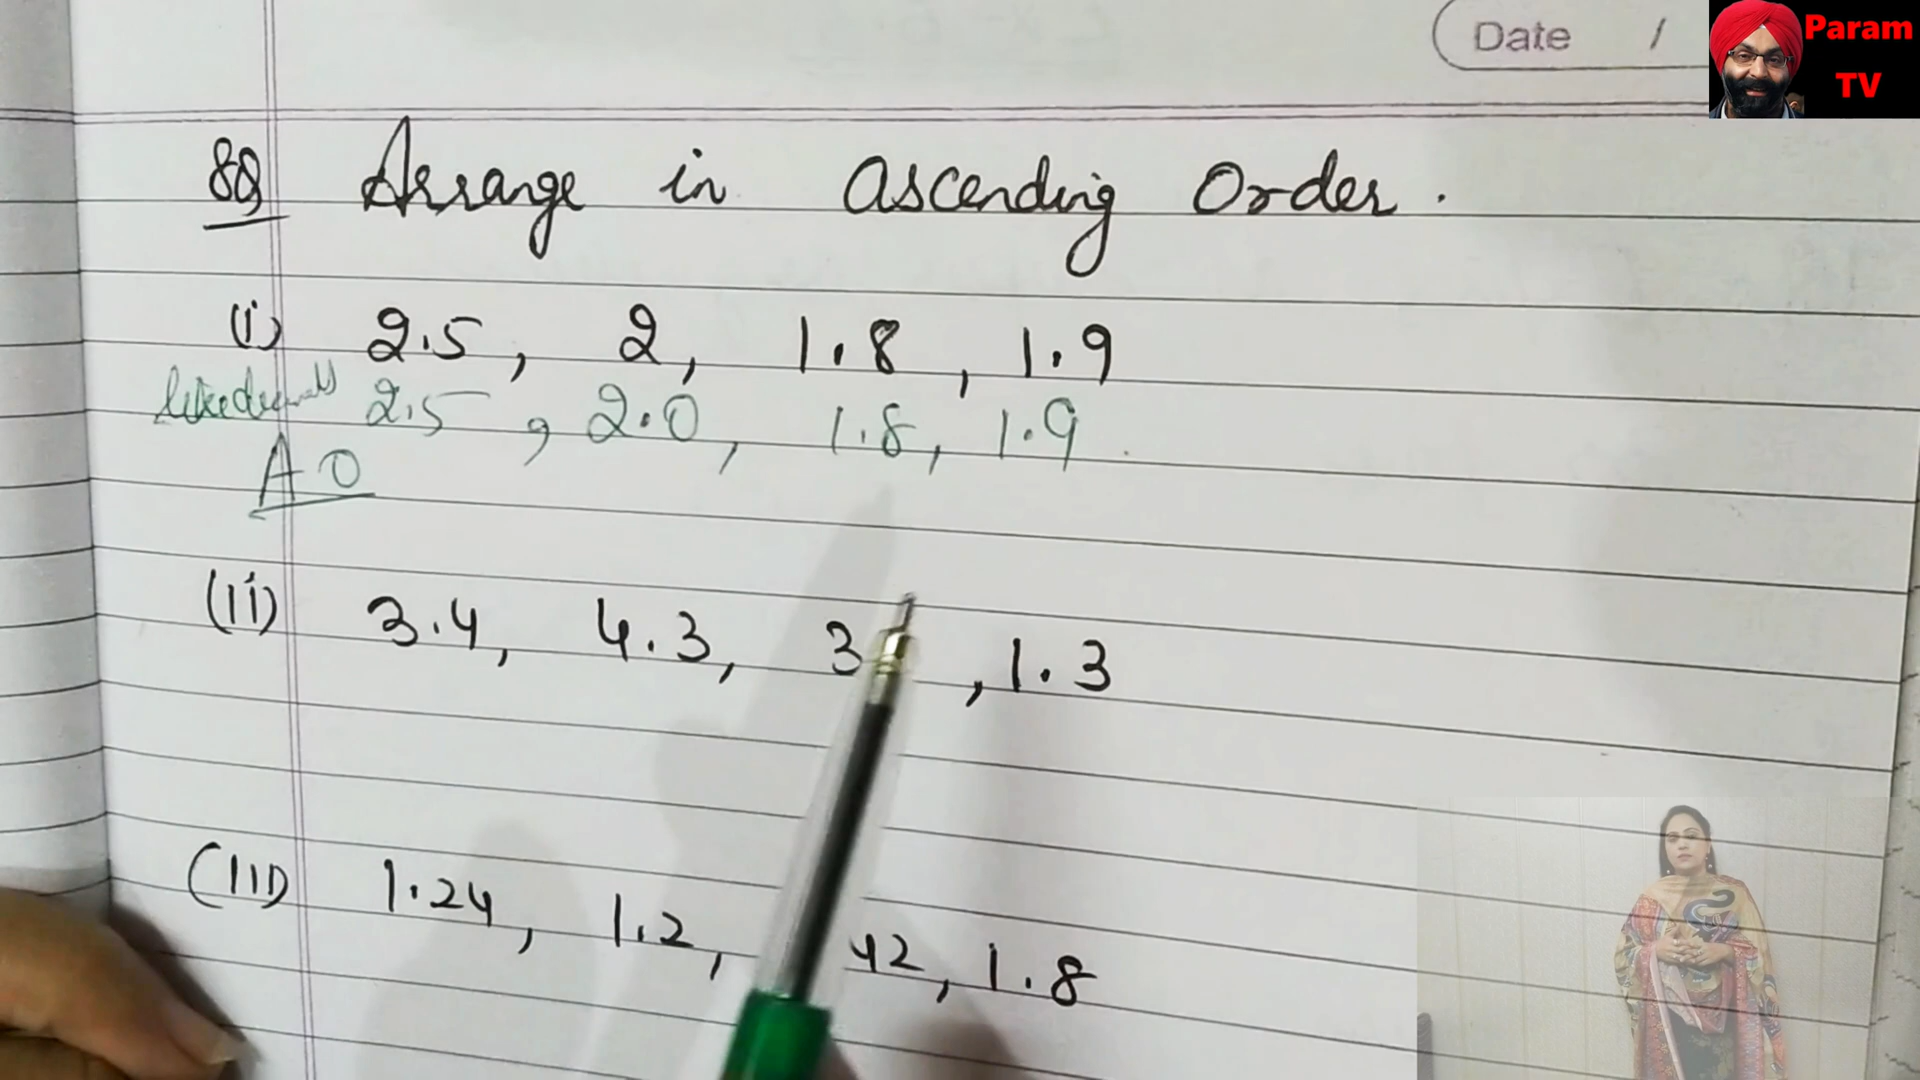 Date /
Param
TV
8Q Arrange in ascending Order.
(i) 2.5, 2, 1.8, 1.9
like decimals 2.5, 2.0, 1.8, 1.9
A O
(ii) 3.4, 4.3, 3 , 1.3
(III) 1.24, 1.2, 42, 1.8